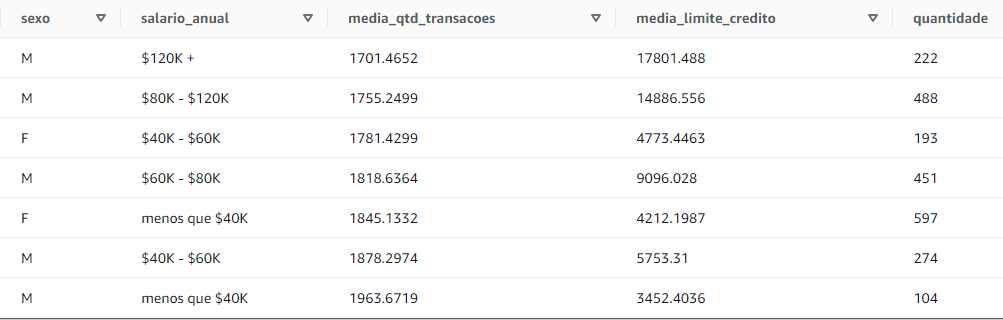 sexo salario_anual media_qtd_transacoes media_limite_credito quantidade
M $120K + 1701.4652 17801.488 222
M $80K - $120K 1755.2499 14886.556 488
F $40K - $60K 1781.4299 4773.4463 193
M $60K - $80K 1818.6364 9096.028 451
F menos que $40K 1845.1332 4212.1987 597
M $40K - $60K 1878.2974 5753.31 274
M menos que $40K 1963.6719 3452.4036 104